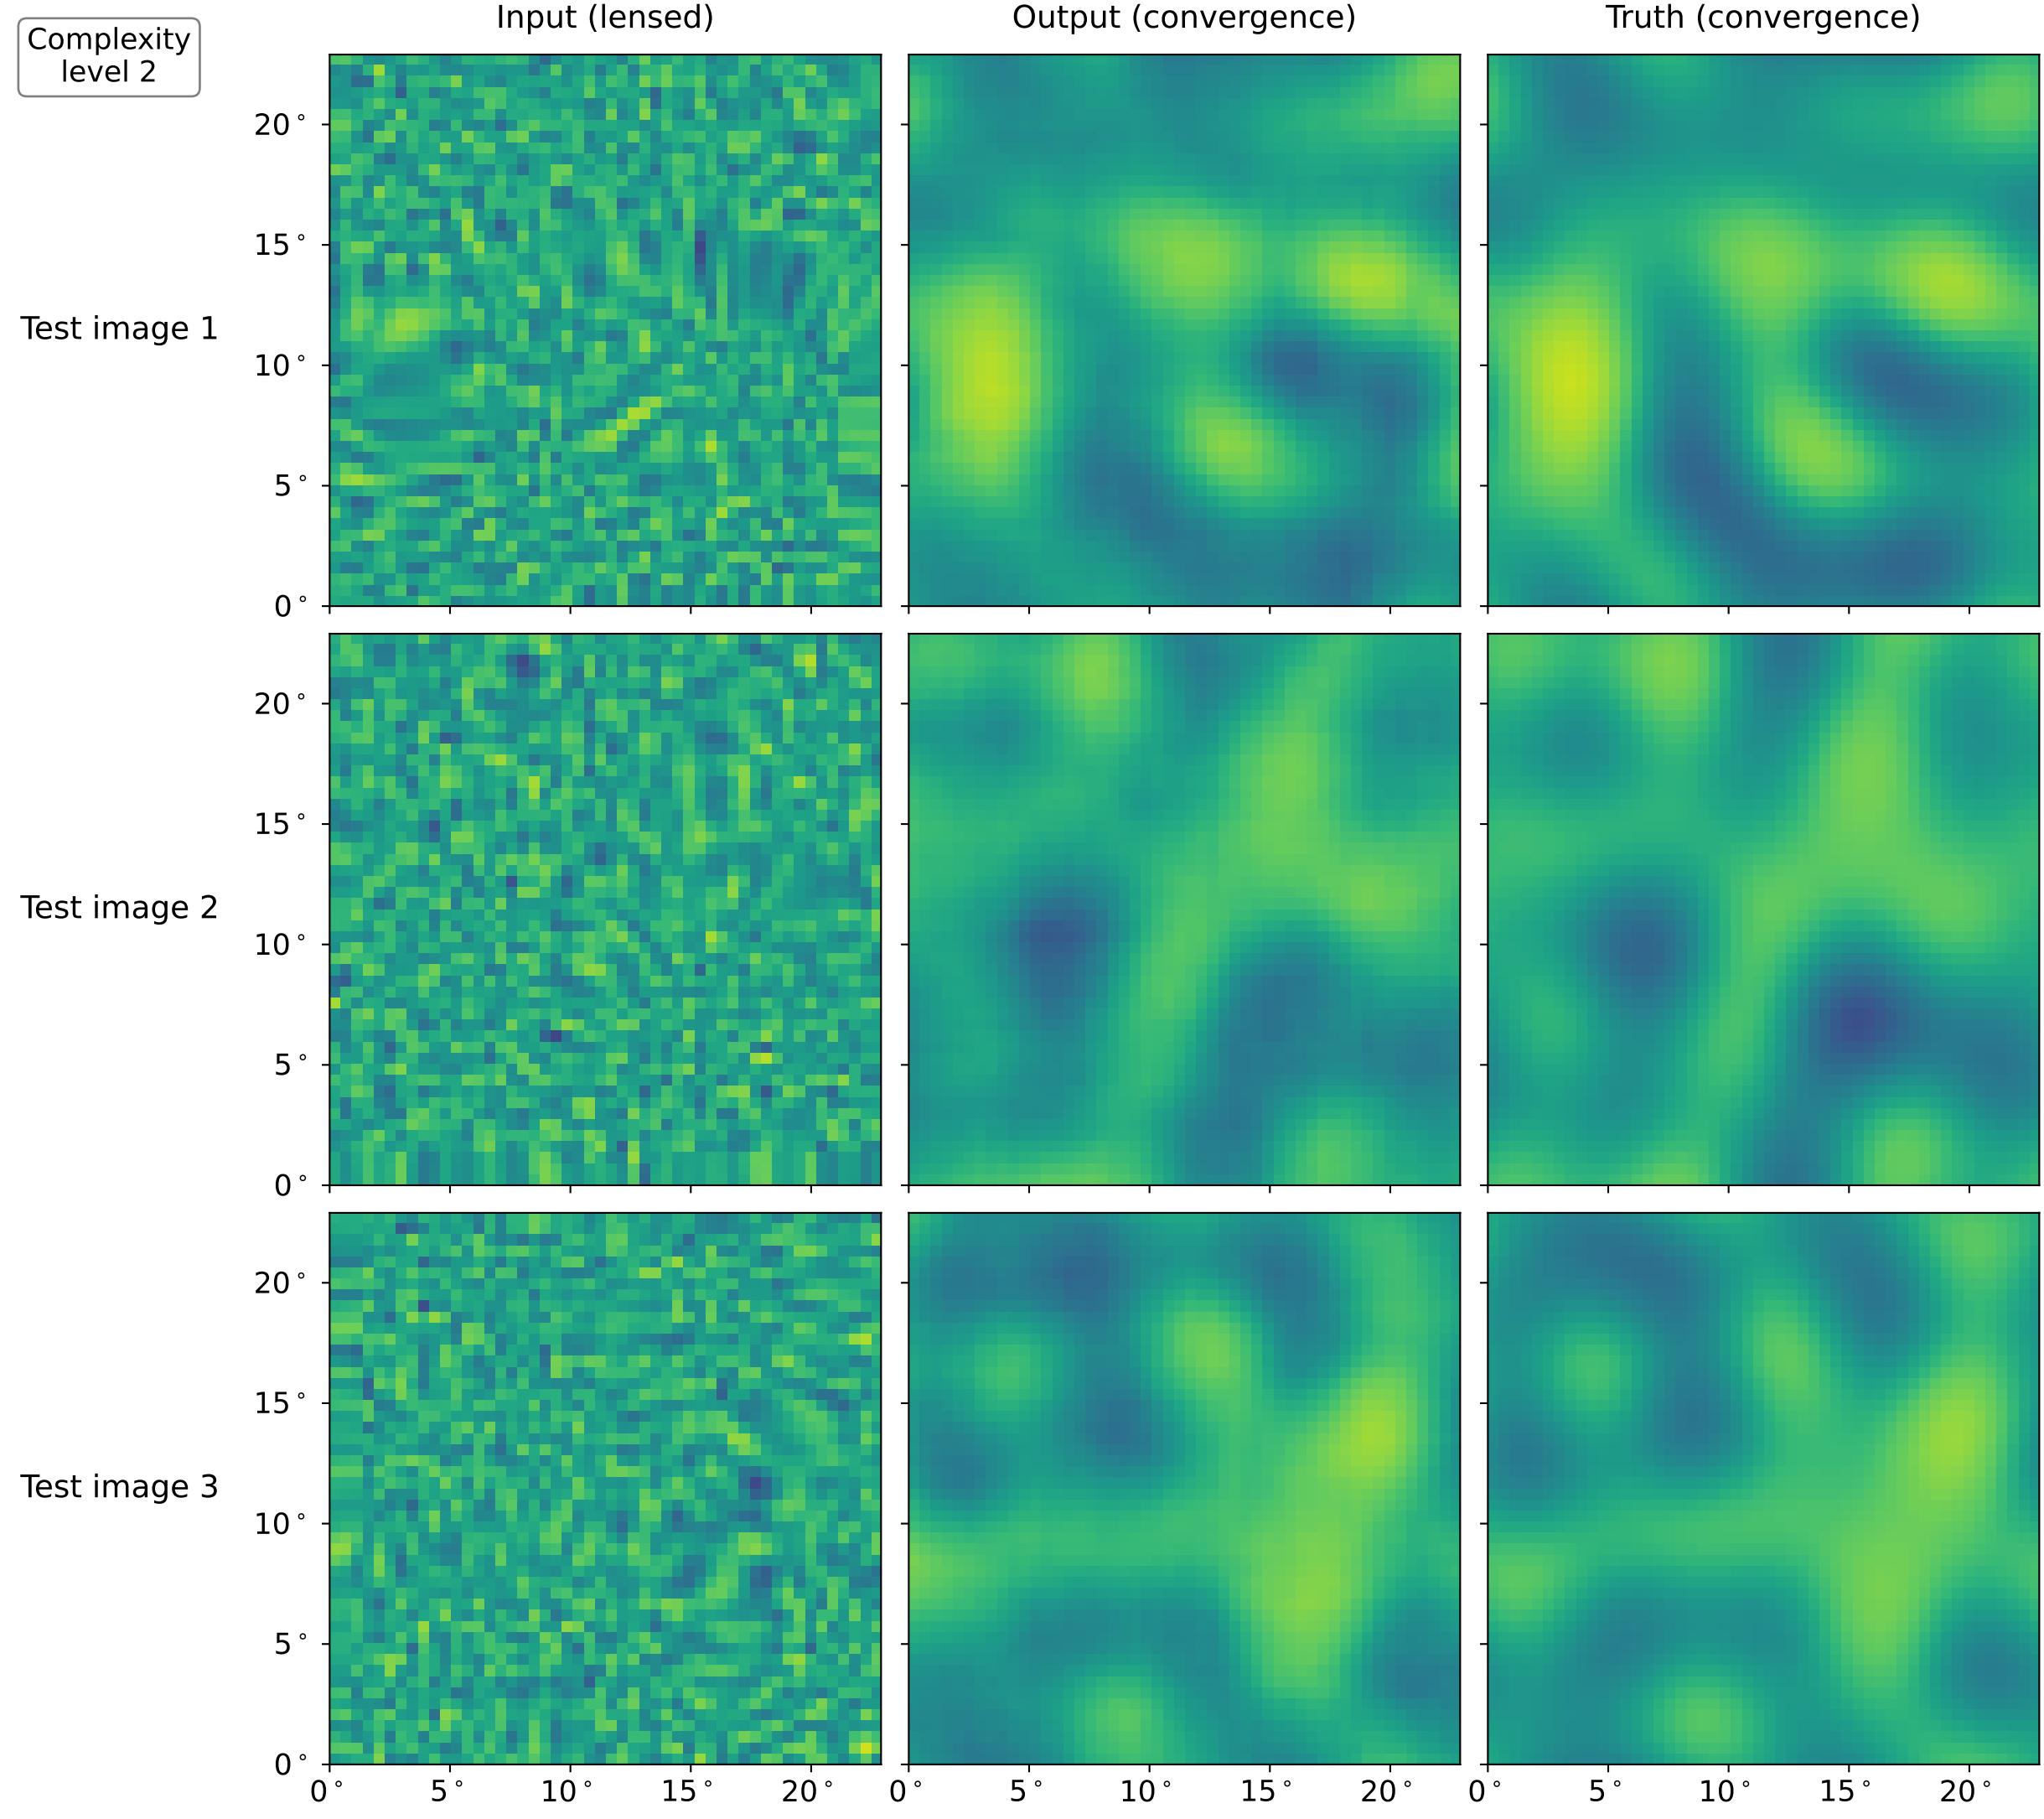 Complexity
level 2
Input (lensed)
Output (convergence)
Truth (convergence)
20°
15°
Test image 1
10°
5°
0°
20°
15°
Test image 2
10°
5°
0°
20°
15°
Test image 3
10°
5°
0°
0° 5° 10° 15° 20° 0° 5° 10° 15° 20° 0° 5° 10° 15° 20°